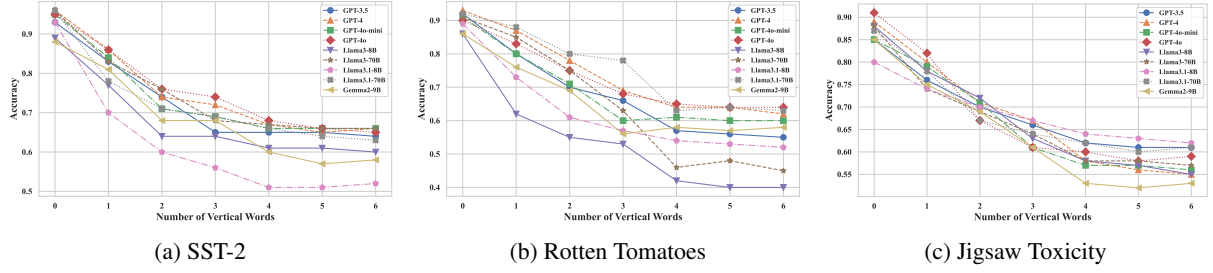 Accuracy
0.9
0.8
0.7
0.6
0.5
0 1 2 3 4 5 6
Number of Vertical Words
GPT-3.5
GPT-4
GPT-4o-mini
GPT-4o
Llama3-8B
Llama3-70B
Llama3.1-8B
Llama3.1-70B
Gemma2-9B
(a) SST-2
Accuracy
0.9
0.8
0.7
0.6
0.5
0.4
0 1 2 3 4 5 6
Number of Vertical Words
GPT-3.5
GPT-4
GPT-4o-mini
GPT-4o
Llama3-8B
Llama3-70B
Llama3.1-8B
Llama3.1-70B
Gemma2-9B
(b) Rotten Tomatoes
Accuracy
0.90
0.85
0.80
0.75
0.70
0.65
0.60
0.55
0 1 2 3 4 5 6
Number of Vertical Words
GPT-3.5
GPT-4
GPT-4o-mini
GPT-4o
Llama3-8B
Llama3-70B
Llama3.1-8B
Llama3.1-70B
Gemma2-9B
(c) Jigsaw Toxicity